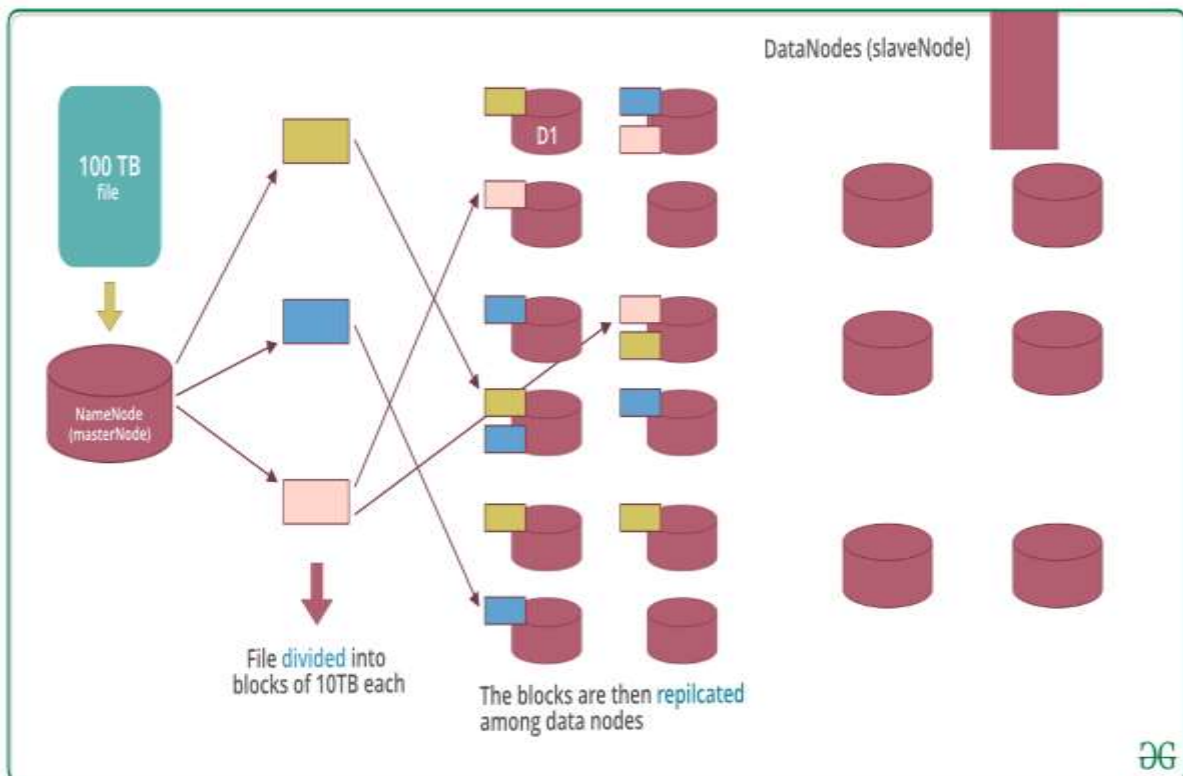 DataNodes (slaveNode)
100 TB
file
D1
NameNode
(masterNode)
File divided into
blocks of 10TB each
The blocks are then repilcated
among data nodes